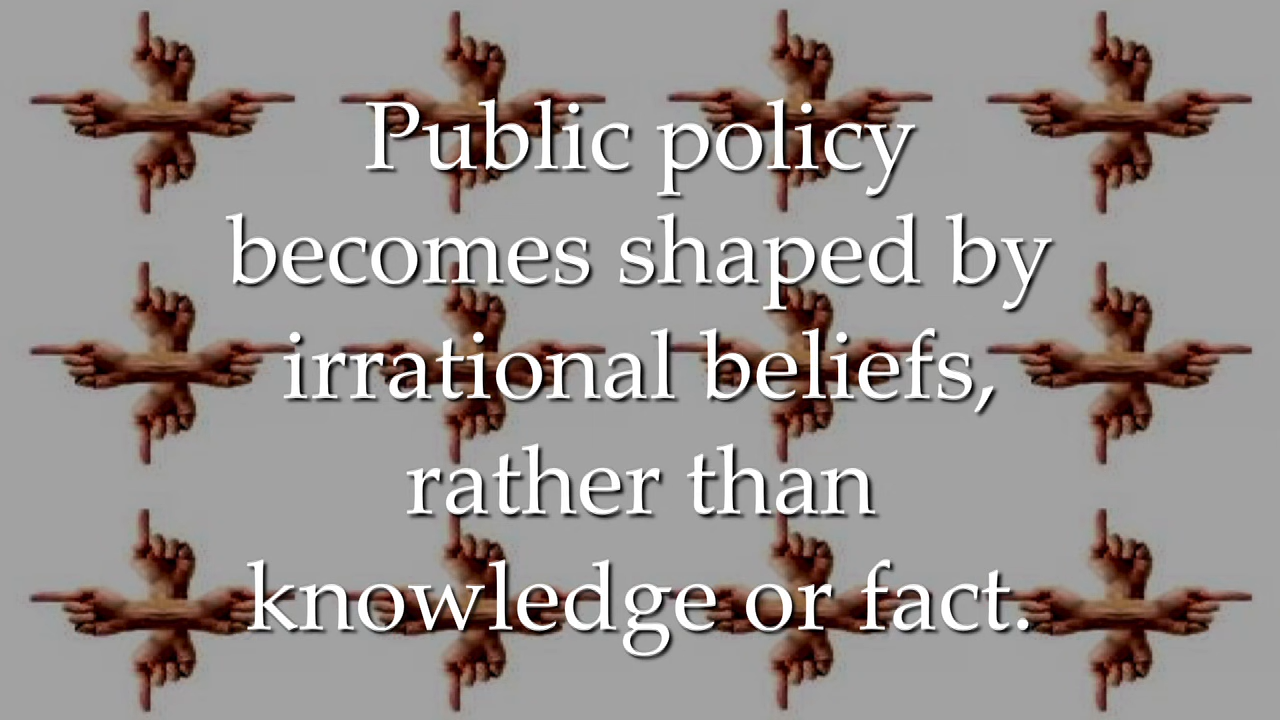 Public policy
becomes shaped by
irrational beliefs,
rather than
knowledge or fact.